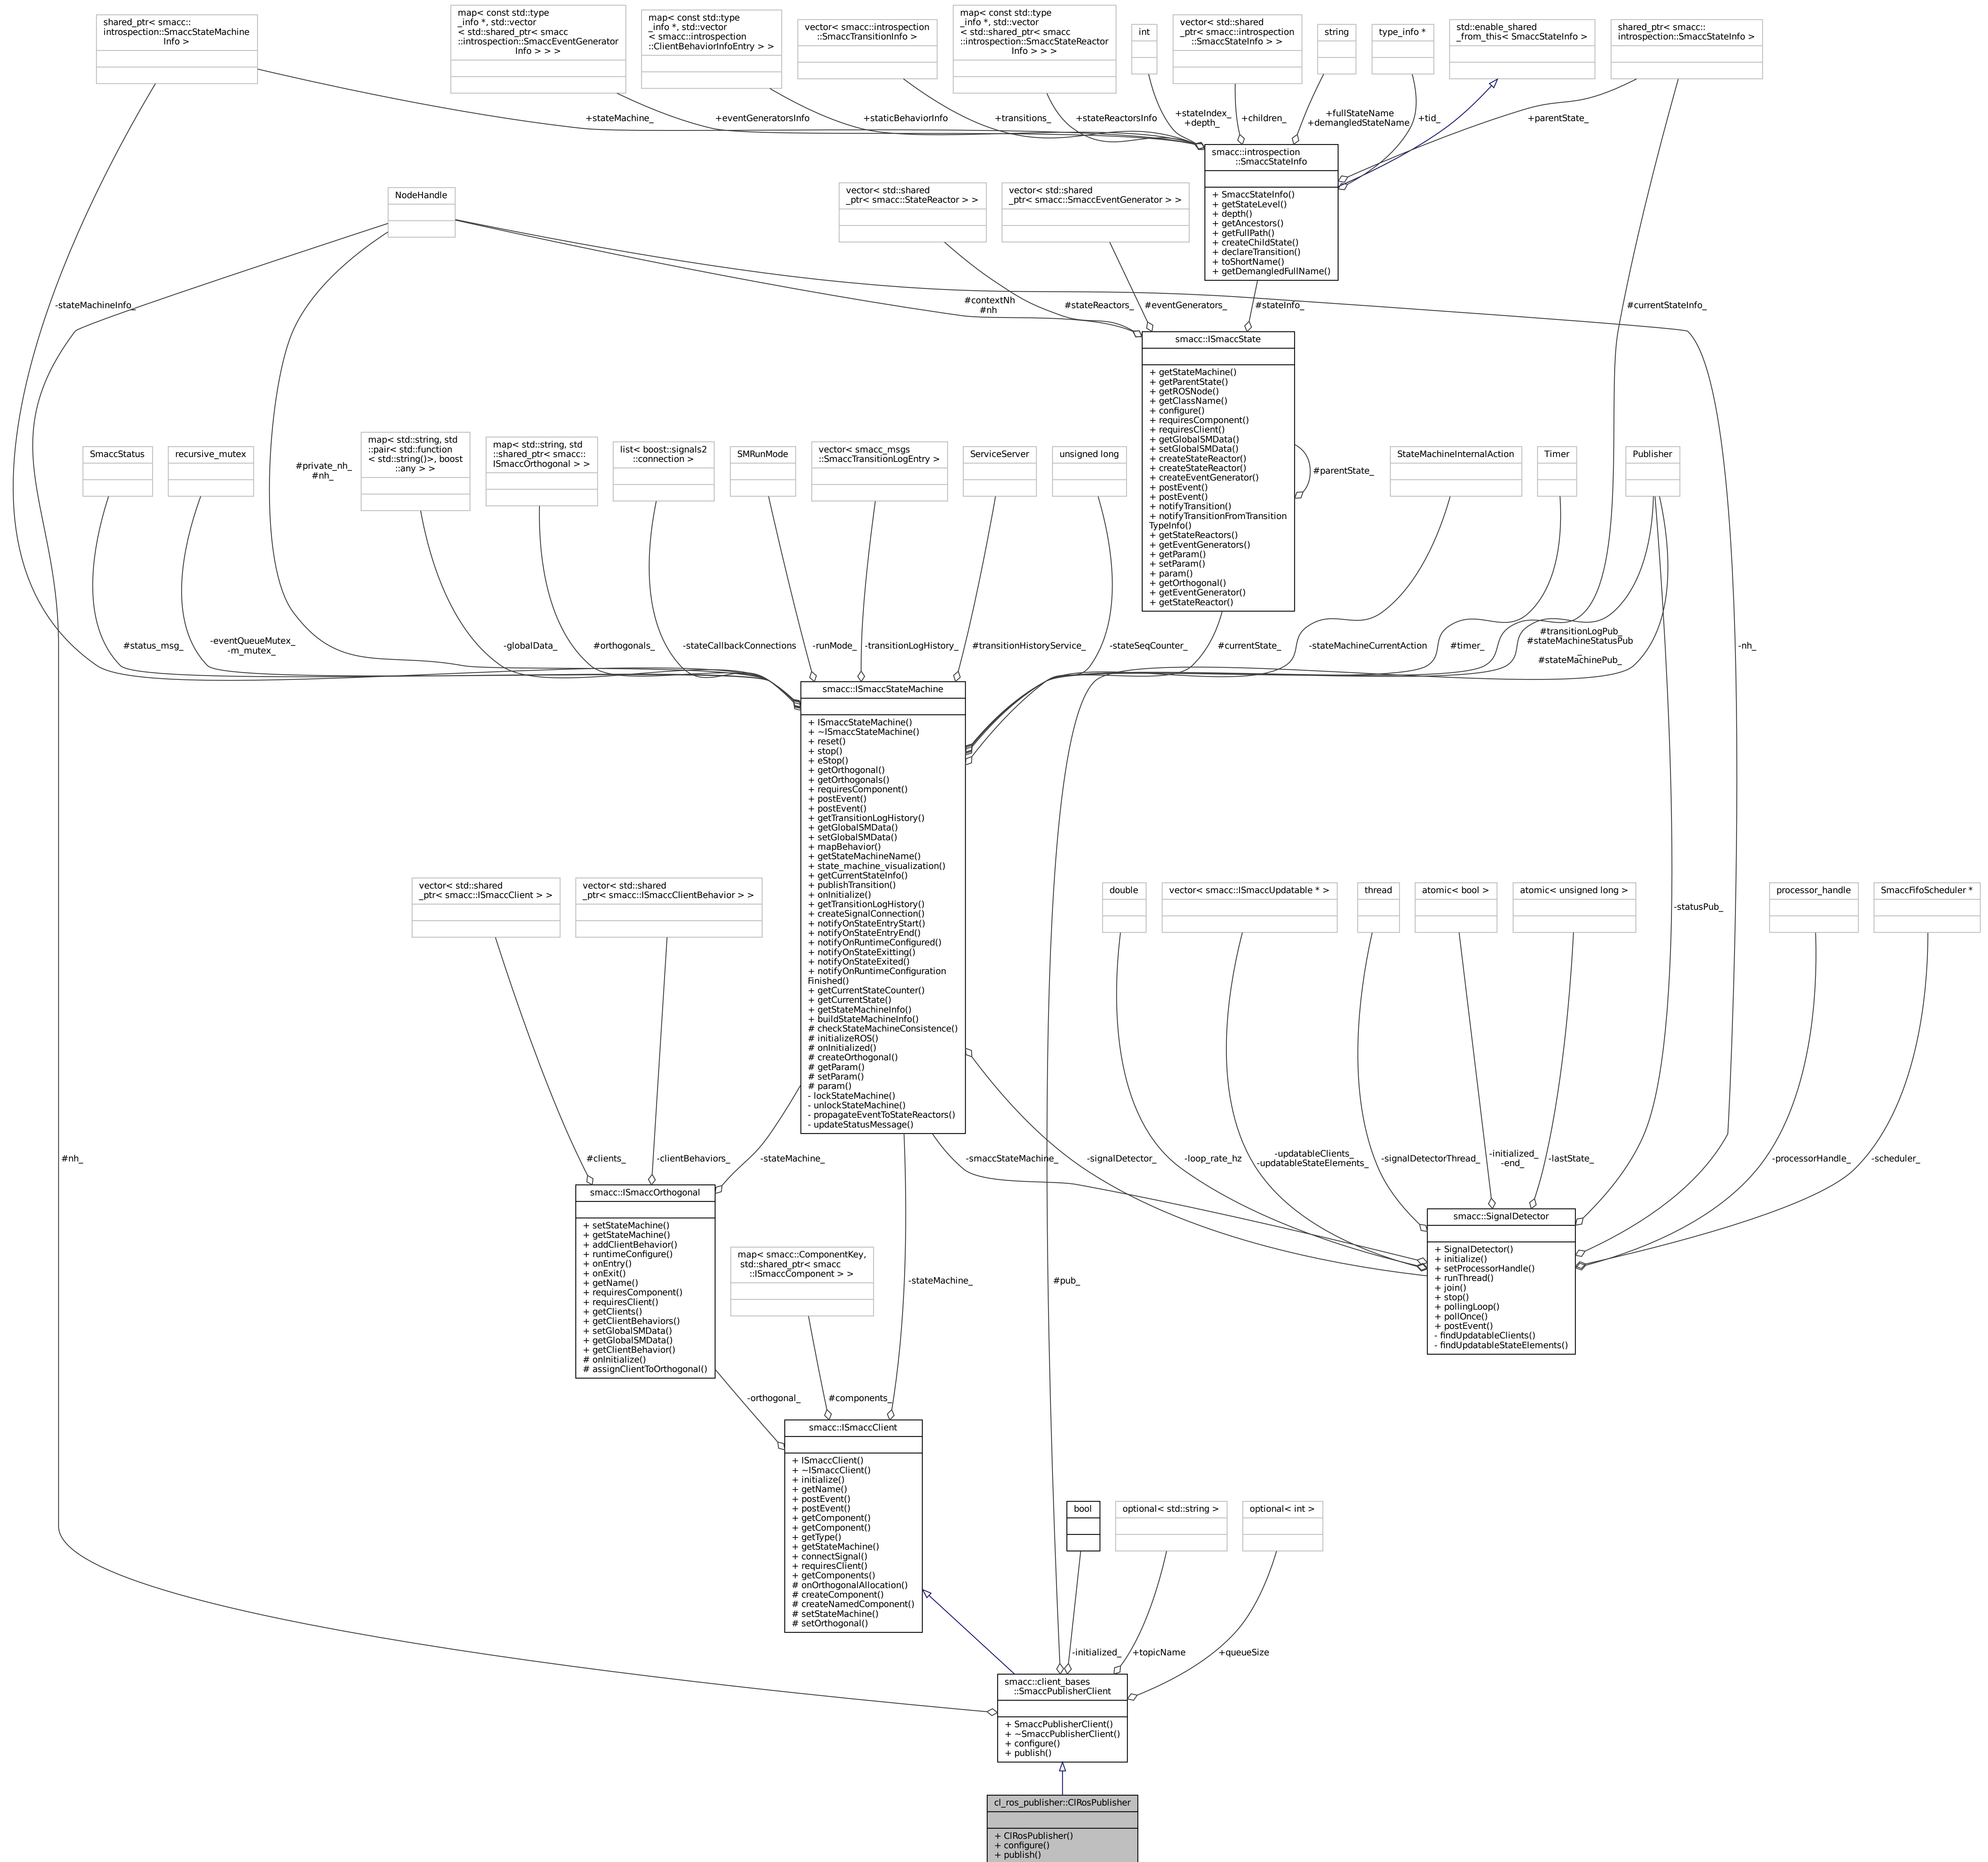 shared_ptr< smacc::
introspection::SmaccStateMachine
Info >
map< const std::type
_info *, std::vector
< std::shared_ptr< smacc
::introspection::SmaccEventGenerator
Info > > >
map< const std::type
_info *, std::vector
< smacc::introspection
::ClientBehaviorInfoEntry > >
vector< smacc::introspection
::SmaccTransitionInfo >
map< const std::type
_info *, std::vector
< std::shared_ptr< smacc
::introspection::SmaccStateReactor
Info > > >
int
vector< std::shared
_ptr< smacc::introspection
::SmaccStateInfo > >
string
type_info *
std::enable_shared
_from_this< SmaccStateInfo >
shared_ptr< smacc::
introspection::SmaccStateInfo >
+stateMachine_
+eventGeneratorsInfo
+staticBehaviorInfo
+transitions_
+stateReactorsInfo
+stateIndex_
+depth_
+children_
+fullStateName
+demangledStateName
+tid_
+parentState_
smacc::introspection
::SmaccStateInfo
+ SmaccStateInfo()
+ getStateLevel()
+ depth()
+ getAncestors()
+ getFullPath()
+ createChildState()
+ declareTransition()
+ toShortName()
+ getDemangledFullName()
NodeHandle
vector< std::shared
_ptr< smacc::StateReactor > >
vector< std::shared
_ptr< smacc::SmaccEventGenerator > >
-stateMachineInfo_
#contextNh
#nh
#stateReactors_
#eventGenerators_
#stateInfo_
#currentStateInfo_
smacc::ISmaccState
+ getStateMachine()
+ getParentState()
+ getROSNode()
+ getClassName()
+ configure()
+ requiresComponent()
+ requiresClient()
+ getGlobalSMData()
+ setGlobalSMData()
+ createStateReactor()
+ createStateReactor()
+ createEventGenerator()
+ postEvent()
+ postEvent()
+ notifyTransition()
+ notifyTransitionFromTransition
TypeInfo()
+ getStateReactors()
+ getEventGenerators()
+ getParam()
+ setParam()
+ param()
+ getOrthogonal()
+ getEventGenerator()
+ getStateReactor()
#parentState_
SmaccStatus
recursive_mutex
#private_nh_
#nh_
map< std::string, std
::pair< std::function
< std::string()>, boost
::any > >
map< std::string, std
::shared_ptr< smacc::
ISmaccOrthogonal > >
list< boost::signals2
::connection >
SMRunMode
vector< smacc_msgs
::SmaccTransitionLogEntry >
ServiceServer
unsigned long
StateMachineInternalAction
Timer
Publisher
#status_msg_
-eventQueueMutex_
-m_mutex_
-globalData_
#orthogonals_
-stateCallbackConnections
-runMode_
-transitionLogHistory_
#transitionHistoryService_
-stateSeqCounter_
#currentState_
-stateMachineCurrentAction
#timer_
#transitionLogPub_
#stateMachineStatusPub
_
#stateMachinePub_
-nh_
smacc::ISmaccStateMachine
+ ISmaccStateMachine()
+ ~ISmaccStateMachine()
+ reset()
+ stop()
+ eStop()
+ getOrthogonal()
+ getOrthogonals()
+ requiresComponent()
+ postEvent()
+ postEvent()
+ getTransitionLogHistory()
+ getGlobalSMData()
+ setGlobalSMData()
+ mapBehavior()
+ getStateMachineName()
+ state_machine_visualization()
+ getCurrentStateInfo()
+ publishTransition()
+ onInitialize()
+ getTransitionLogHistory()
+ createSignalConnection()
+ notifyOnStateEntryStart()
+ notifyOnStateEntryEnd()
+ notifyOnRuntimeConfigured()
+ notifyOnStateExitting()
+ notifyOnStateExited()
+ notifyOnRuntimeConfiguration
Finished()
+ getCurrentStateCounter()
+ getCurrentState()
+ getStateMachineInfo()
+ buildStateMachineInfo()
# checkStateMachineConsistence()
# initializeROS()
# onInitialized()
# createOrthogonal()
# getParam()
# setParam()
# param()
- lockStateMachine()
- unlockStateMachine()
- propagateEventToStateReactors()
- updateStatusMessage()
vector< std::shared
_ptr< smacc::ISmaccClient > >
vector< std::shared
_ptr< smacc::ISmaccClientBehavior > >
double
vector< smacc::ISmaccUpdatable * >
thread
atomic< bool >
atomic< unsigned long >
-statusPub_
processor_handle
SmaccFifoScheduler *
#nh_
#clients_
-clientBehaviors_
-stateMachine_
-smaccStateMachine_
-signalDetector_
-loop_rate_hz
-updatableClients_
-updatableStateElements_
-signalDetectorThread_
-initialized_
-end_
-lastState_
-processorHandle_
-scheduler_
smacc::ISmaccOrthogonal
+ setStateMachine()
+ getStateMachine()
+ addClientBehavior()
+ runtimeConfigure()
+ onEntry()
+ onExit()
+ getName()
+ requiresComponent()
+ requiresClient()
+ getClients()
+ getClientBehaviors()
+ setGlobalSMData()
+ getGlobalSMData()
+ getClientBehavior()
# onInitialize()
# assignClientToOrthogonal()
smacc::SignalDetector
+ SignalDetector()
+ initialize()
+ setProcessorHandle()
+ runThread()
+ join()
+ stop()
+ pollingLoop()
+ pollOnce()
+ postEvent()
- findUpdatableClients()
- findUpdatableStateElements()
map< smacc::ComponentKey,
std::shared_ptr< smacc
::ISmaccComponent > >
-stateMachine_
#pub_
-orthogonal_
#components_
smacc::ISmaccClient
+ ISmaccClient()
+ ~ISmaccClient()
+ initialize()
+ getName()
+ postEvent()
+ postEvent()
+ getComponent()
+ getComponent()
+ getType()
+ getStateMachine()
+ connectSignal()
+ requiresClient()
+ getComponents()
# onOrthogonalAllocation()
# createComponent()
# createNamedComponent()
# setStateMachine()
# setOrthogonal()
bool
optional< std::string >
optional< int >
-initialized_
+topicName
+queueSize
smacc::client_bases
::SmaccPublisherClient
+ SmaccPublisherClient()
+ ~SmaccPublisherClient()
+ configure()
+ publish()
cl_ros_publisher::ClRosPublisher
+ ClRosPublisher()
+ configure()
+ publish()